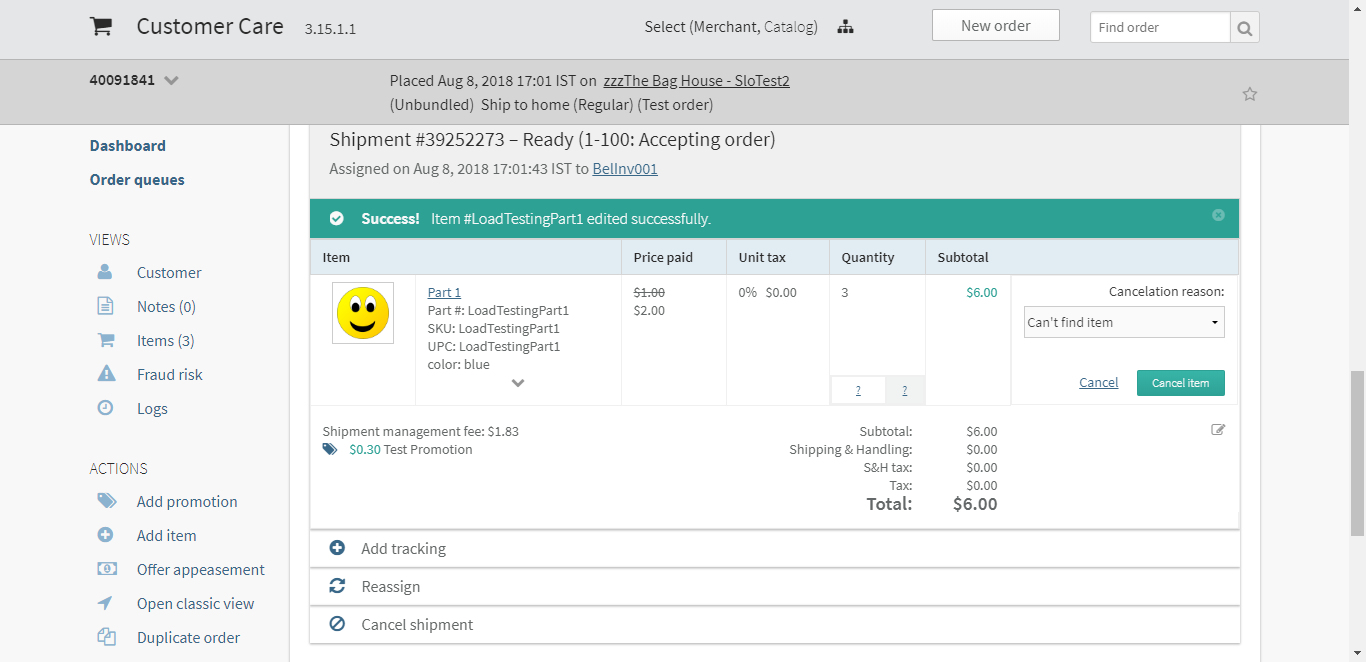 Customer Care 3.15.1.1 Select (Merchant, Catalog) New order Find order
40091841 Placed Aug 8, 2018 17:01 IST on zzzThe Bag House - SloTest2
(Unbundled) Ship to home (Regular) (Test order)
Dashboard
Order queues
VIEWS
Customer
Notes (0)
Items (3)
Fraud risk
Logs
ACTIONS
Add promotion
Add item
Offer appeasement
Open classic view
Duplicate order
Shipment #39252273 – Ready (1-100: Accepting order)
Assigned on Aug 8, 2018 17:01:43 IST to BelInv001
Success! Item #LoadTestingPart1 edited successfully.
Item Price paid Unit tax Quantity Subtotal
Part 1 $1.00 0% $0.00 3 $6.00 Cancelation reason:
Part #: LoadTestingPart1 $2.00
SKU: LoadTestingPart1 Can't find item
UPC: LoadTestingPart1
color: blue
? ? Cancel Cancel item
Shipment management fee: $1.83 Subtotal: $6.00
$0.30 Test Promotion Shipping & Handling: $0.00
S&H tax: $0.00
Tax: $0.00
Total: $6.00
Add tracking
Reassign
Cancel shipment